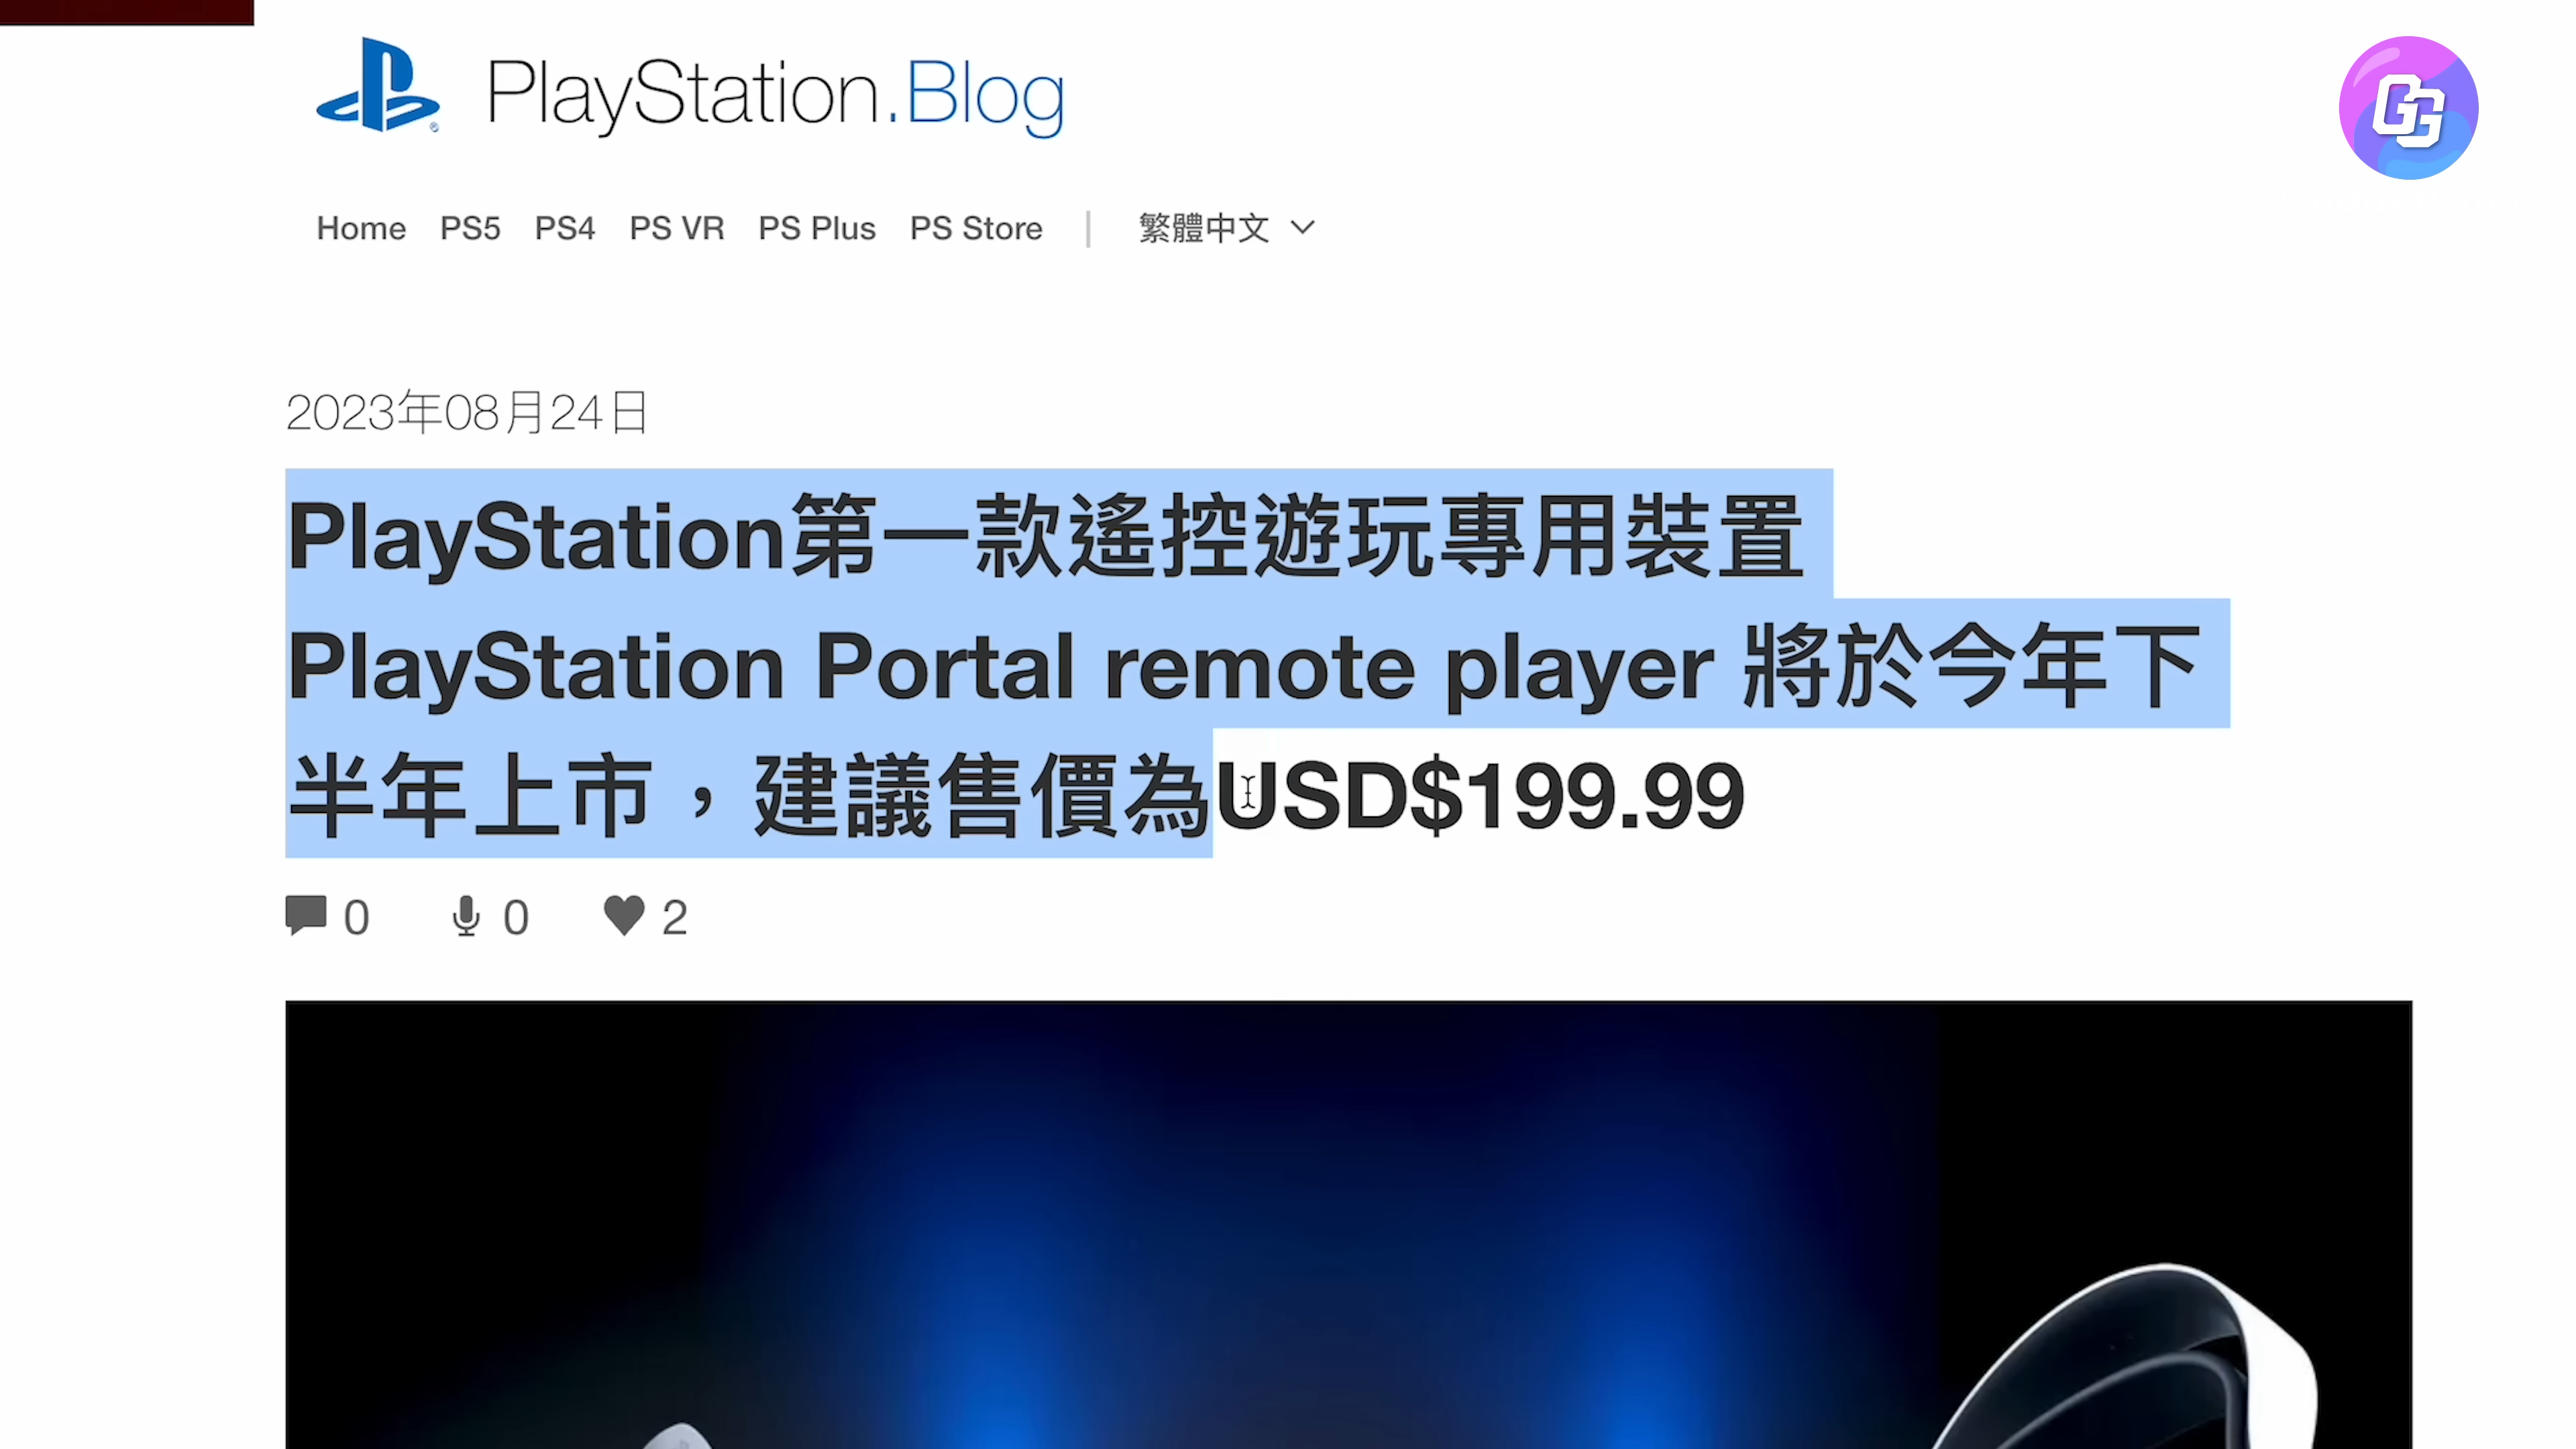 PlayStation.Blog
GG
Home PS5 PS4 PS VR PS Plus PS Store | 繁體中文
2023年08月24日
PlayStation第一款遙控遊玩專用裝置
PlayStation Portal remote player 將於今年下
半年上市，建議售價為USD$199.99
0 0 2